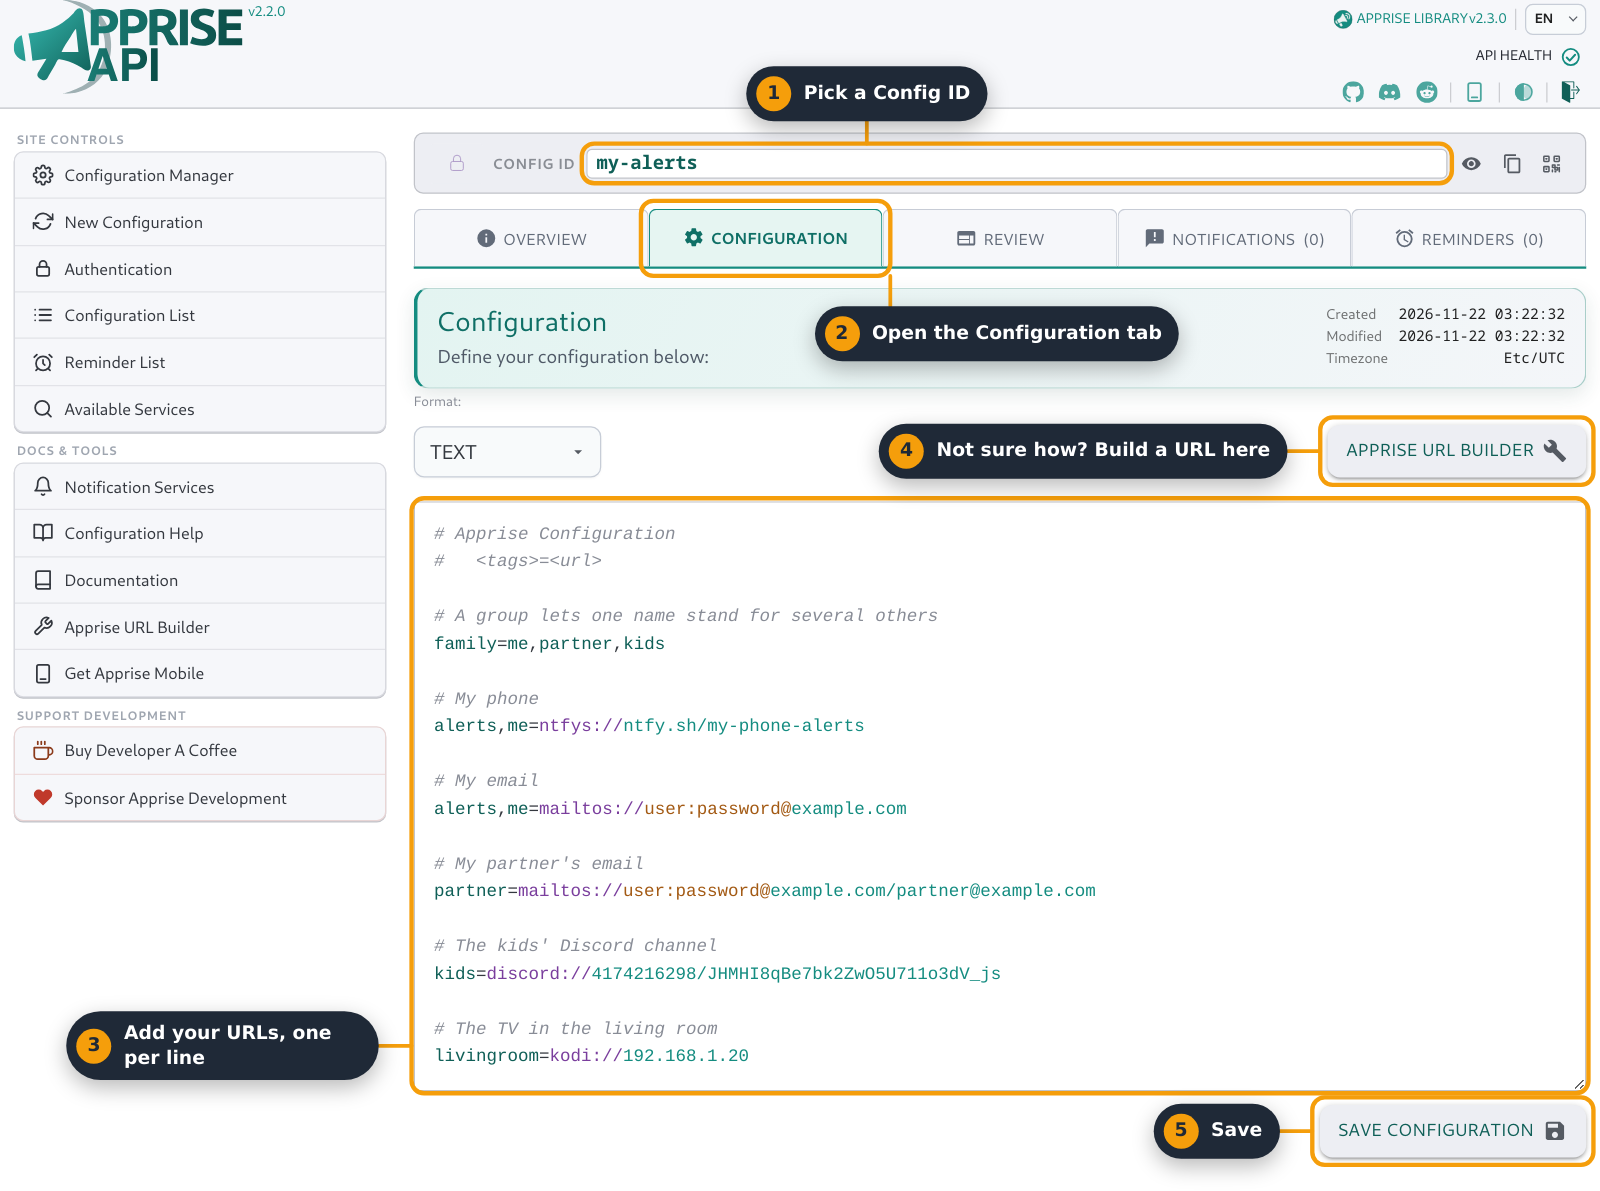 APPRISE
API
v2.2.0
APPRISE LIBRARY v2.3.0
EN
API HEALTH
1 Pick a Config ID
SITE CONTROLS
Configuration Manager
New Configuration
Authentication
Configuration List
Reminder List
Available Services
DOCS & TOOLS
Notification Services
Configuration Help
Documentation
Apprise URL Builder
Get Apprise Mobile
SUPPORT DEVELOPMENT
Buy Developer A Coffee
Sponsor Apprise Development
CONFIG ID my-alerts
OVERVIEW
CONFIGURATION
REVIEW
NOTIFICATIONS (0)
REMINDERS (0)
Configuration
Define your configuration below:
2 Open the Configuration tab
Created 2026-11-22 03:22:32
Modified 2026-11-22 03:22:32
Timezone Etc/UTC
Format:
TEXT
4 Not sure how? Build a URL here
APPRISE URL BUILDER
# Apprise Configuration
#   <tags>=<url>
# A group lets one name stand for several others
family=me,partner,kids
# My phone
alerts,me=ntfys://ntfy.sh/my-phone-alerts
# My email
alerts,me=mailtos://user:password@example.com
# My partner's email
partner=mailtos://user:password@example.com/partner@example.com
# The kids' Discord channel
kids=discord://4174216298/JHMHI8qBe7bk2ZwO5U711o3dV_js
# The TV in the living room
livingroom=kodi://192.168.1.20
3 Add your URLs, one
per line
5 Save
SAVE CONFIGURATION